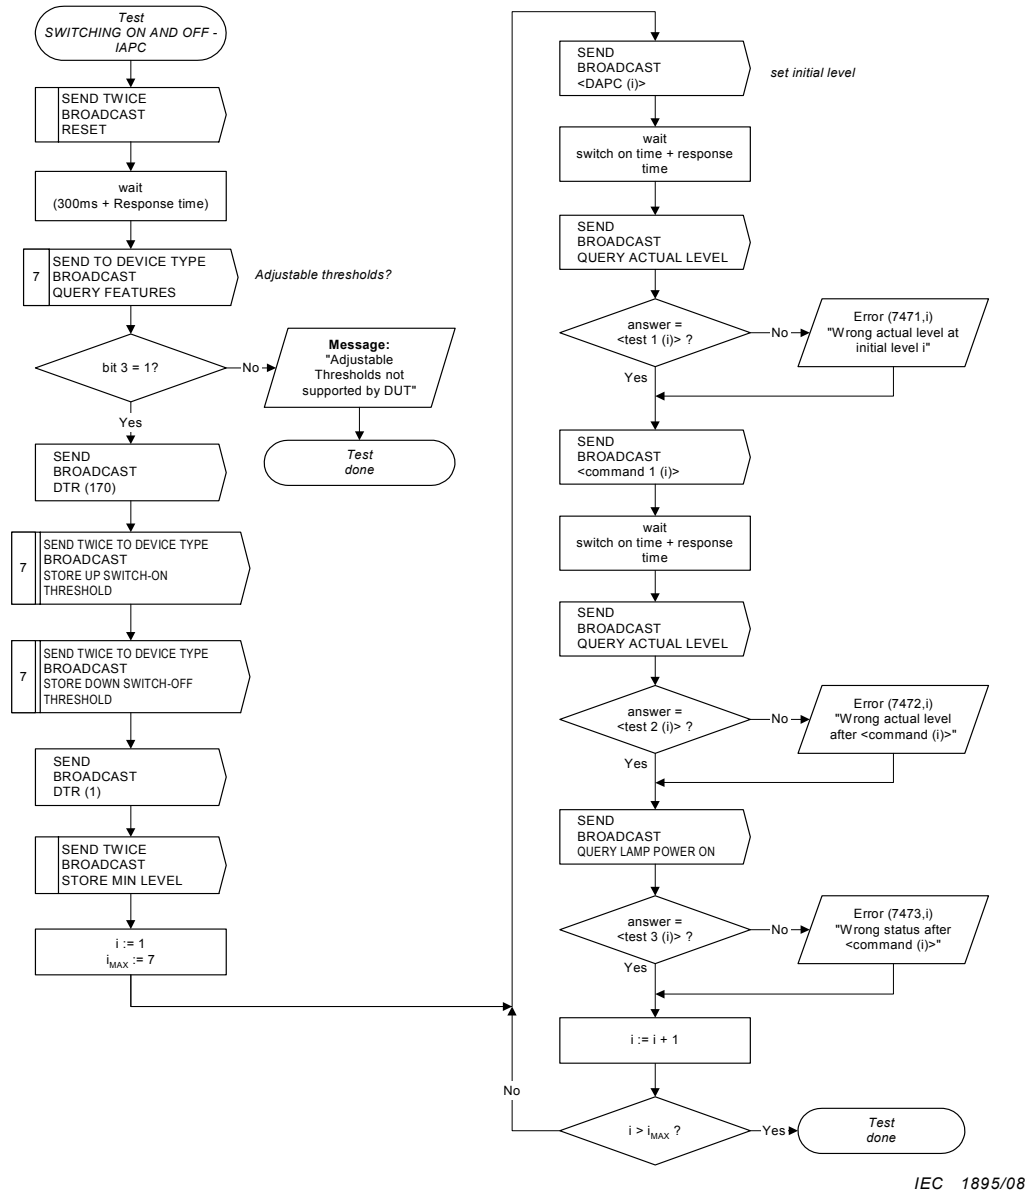 Test
SWITCHING ON AND OFF -
IAPC
SEND TWICE
BROADCAST
RESET
wait
(300ms + Response time)
7
SEND TO DEVICE TYPE
BROADCAST
QUERY FEATURES
Adjustable thresholds?
bit 3 = 1?
No
Message:
"Adjustable
Thresholds not
supported by DUT"
Test
done
Yes
SEND
BROADCAST
DTR (170)
7
SEND TWICE TO DEVICE TYPE
BROADCAST
STORE UP SWITCH-ON
THRESHOLD
7
SEND TWICE TO DEVICE TYPE
BROADCAST
STORE DOWN SWITCH-OFF
THRESHOLD
SEND
BROADCAST
DTR (1)
SEND TWICE
BROADCAST
STORE MIN LEVEL
i := 1
iMAX := 7
SEND
BROADCAST
<DAPC (i)>
set initial level
wait
switch on time + response
time
SEND
BROADCAST
QUERY ACTUAL LEVEL
answer =
<test 1 (i)> ?
No
Error (7471,i)
"Wrong actual level at
initial level i"
Yes
SEND
BROADCAST
<command 1 (i)>
wait
switch on time + response
time
SEND
BROADCAST
QUERY ACTUAL LEVEL
answer =
<test 2 (i)> ?
No
Error (7472,i)
"Wrong actual level
after <command (i)>"
Yes
SEND
BROADCAST
QUERY LAMP POWER ON
answer =
<test 3 (i)> ?
No
Error (7473,i)
"Wrong status after
<command (i)>"
Yes
i := i + 1
No
i > iMAX ?
Yes
Test
done
IEC 1895/08